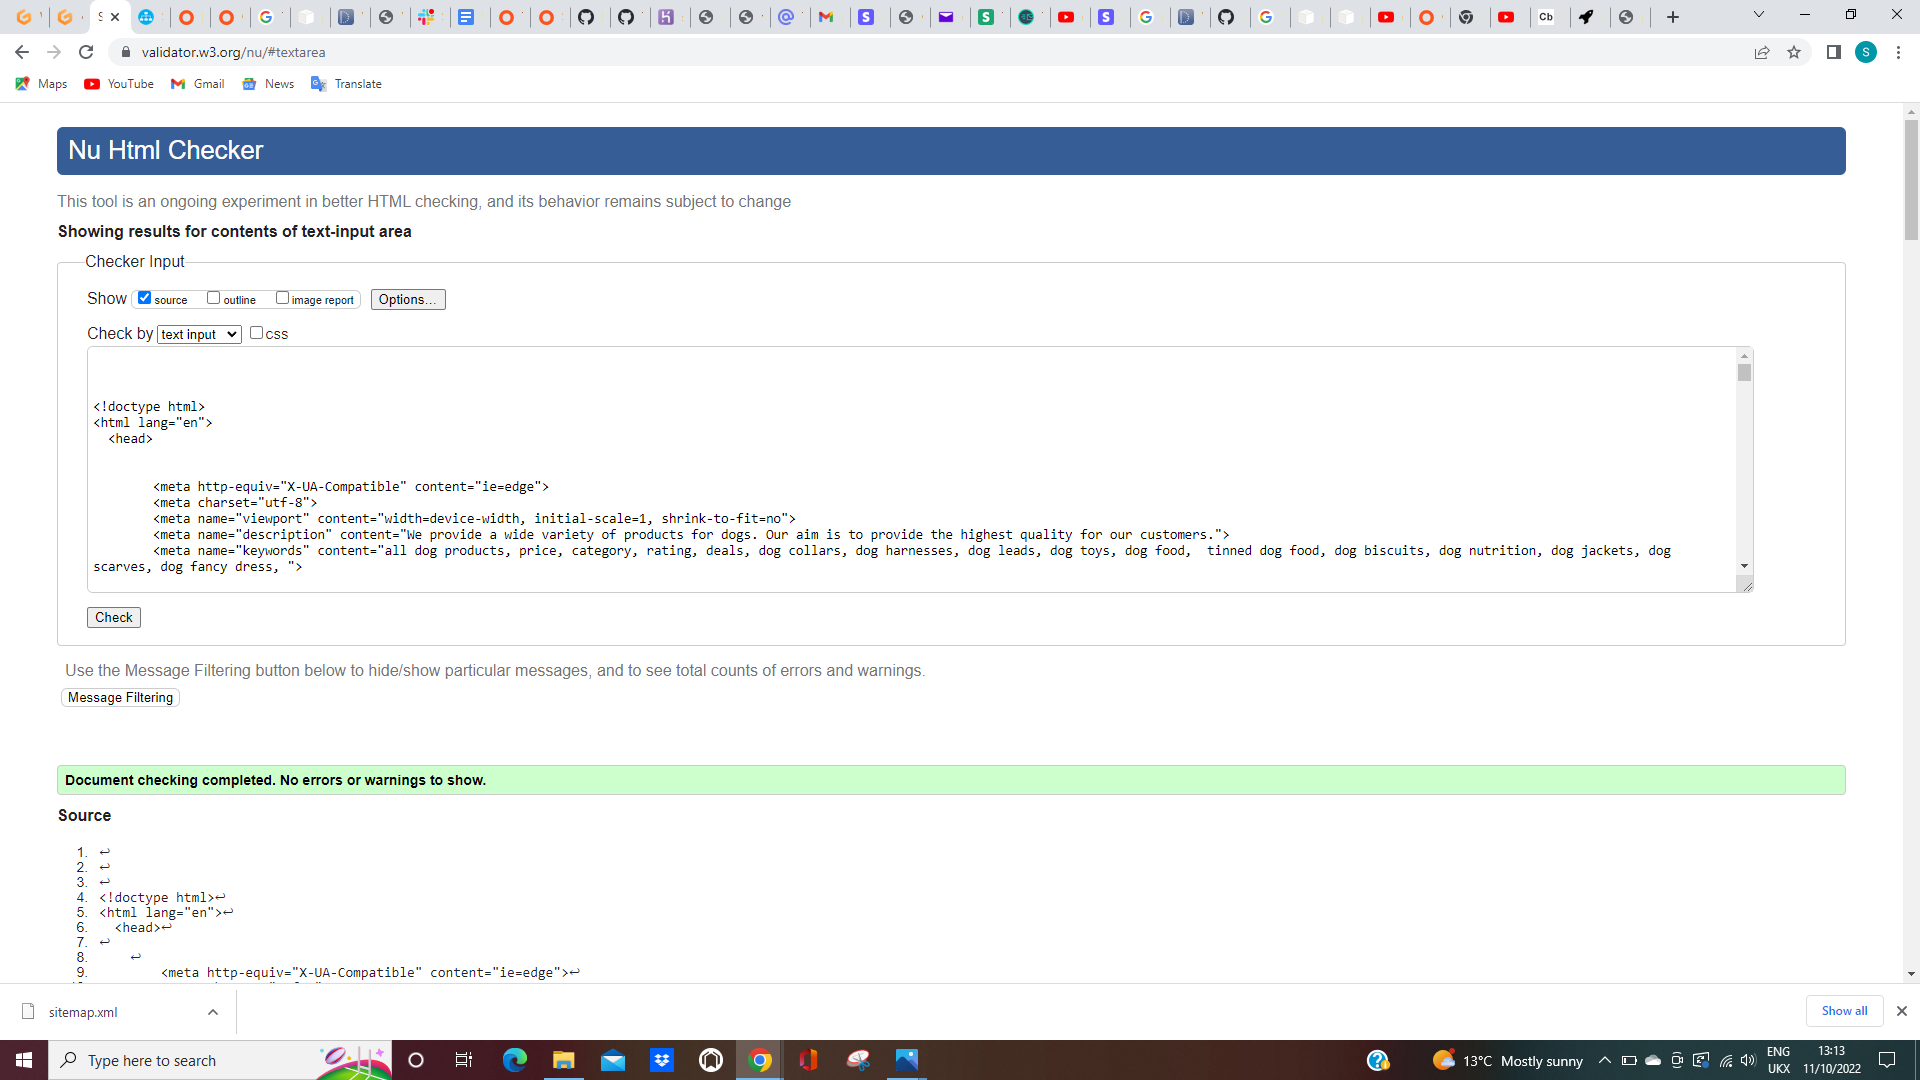 validator.w3.org/nu/#textarea
S
Maps YouTube Gmail News Translate
Nu Html Checker
This tool is an ongoing experiment in better HTML checking, and its behavior remains subject to change
Showing results for contents of text-input area
Checker Input
Show source outline image report Options...
Check by text input css
<!doctype html>
<html lang="en">
<head>
<meta http-equiv="X-UA-Compatible" content="ie=edge">
<meta charset="utf-8">
<meta name="viewport" content="width=device-width, initial-scale=1, shrink-to-fit=no">
<meta name="description" content="We provide a wide variety of products for dogs. Our aim is to provide the highest quality for our customers.">
<meta name="keywords" content="all dog products, price, category, rating, deals, dog collars, dog harnesses, dog leads, dog toys, dog food,  tinned dog food, dog biscuits, dog nutrition, dog jackets, dog
scarves, dog fancy dress, ">
Check
Use the Message Filtering button below to hide/show particular messages, and to see total counts of errors and warnings.
Message Filtering
Document checking completed. No errors or warnings to show.
Source
1. ↩
2. ↩
3. ↩
4. <!doctype html>↩
5. <html lang="en">↩
6. <head>↩
7. ↩
8. ↩
9. <meta http-equiv="X-UA-Compatible" content="ie=edge">↩
sitemap.xml
Show all
Type here to search
13°C Mostly sunny
ENG
UKX
13:13
11/10/2022